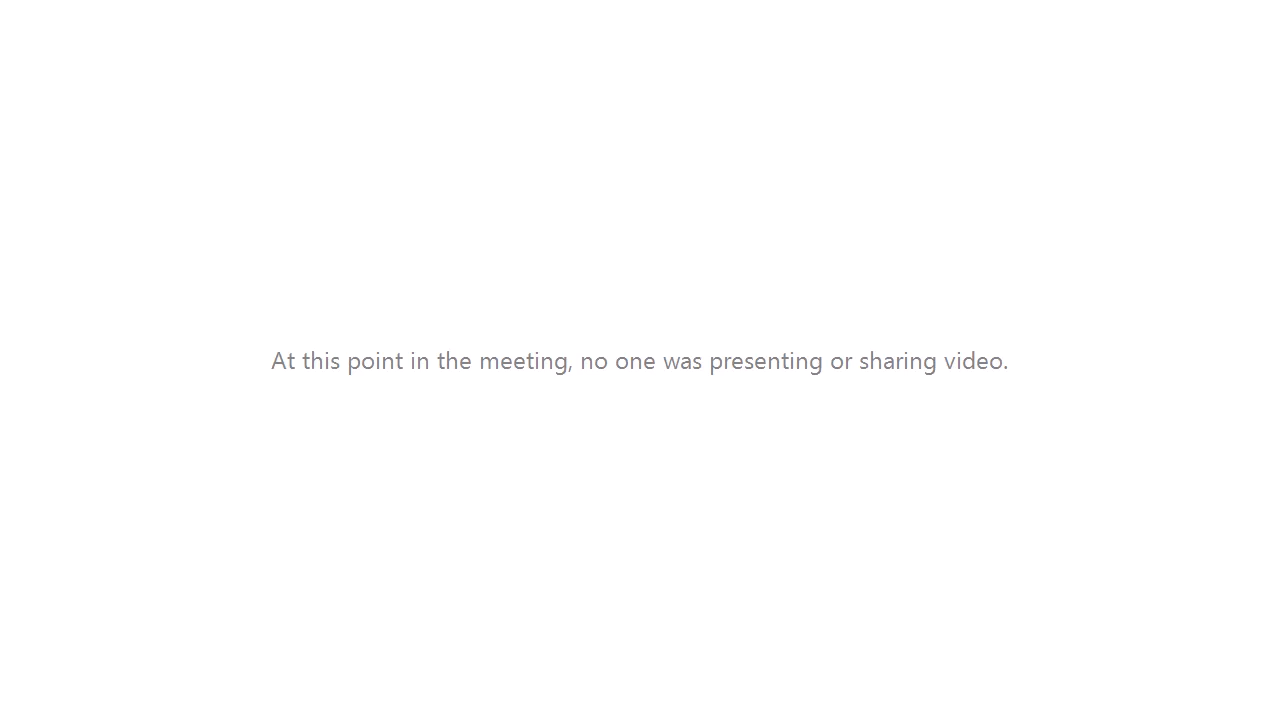 At this point in the meeting, no one was presenting or sharing video.